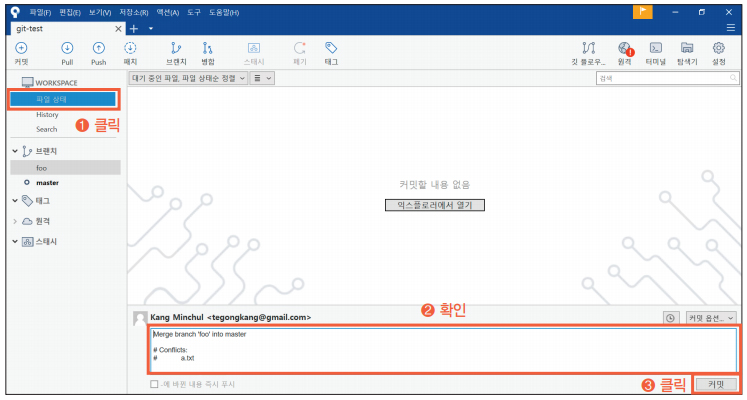 파일(F) 편집(E) 보기(V) 저장소(R) 액션(A) 도구 도움말(H)
git-test
커밋 Pull Push 패치 브랜치 병합 스태시 폐기 태그 깃 플로우... 원격 터미널 탐색기 설정
WORKSPACE
대기 중인 파일, 파일 상태순 정렬
검색
파일 상태
History
Search
1 클릭
브랜치
foo
master
태그
원격
스태시
커밋할 내용 없음
익스플로러에서 열기
Kang Minchul <tegongkang@gmail.com>
2 확인
커밋 옵션...
Merge branch 'foo' into master
# Conflicts:
# a.txt
-에 바뀐 내용 즉시 푸시
3 클릭
커밋